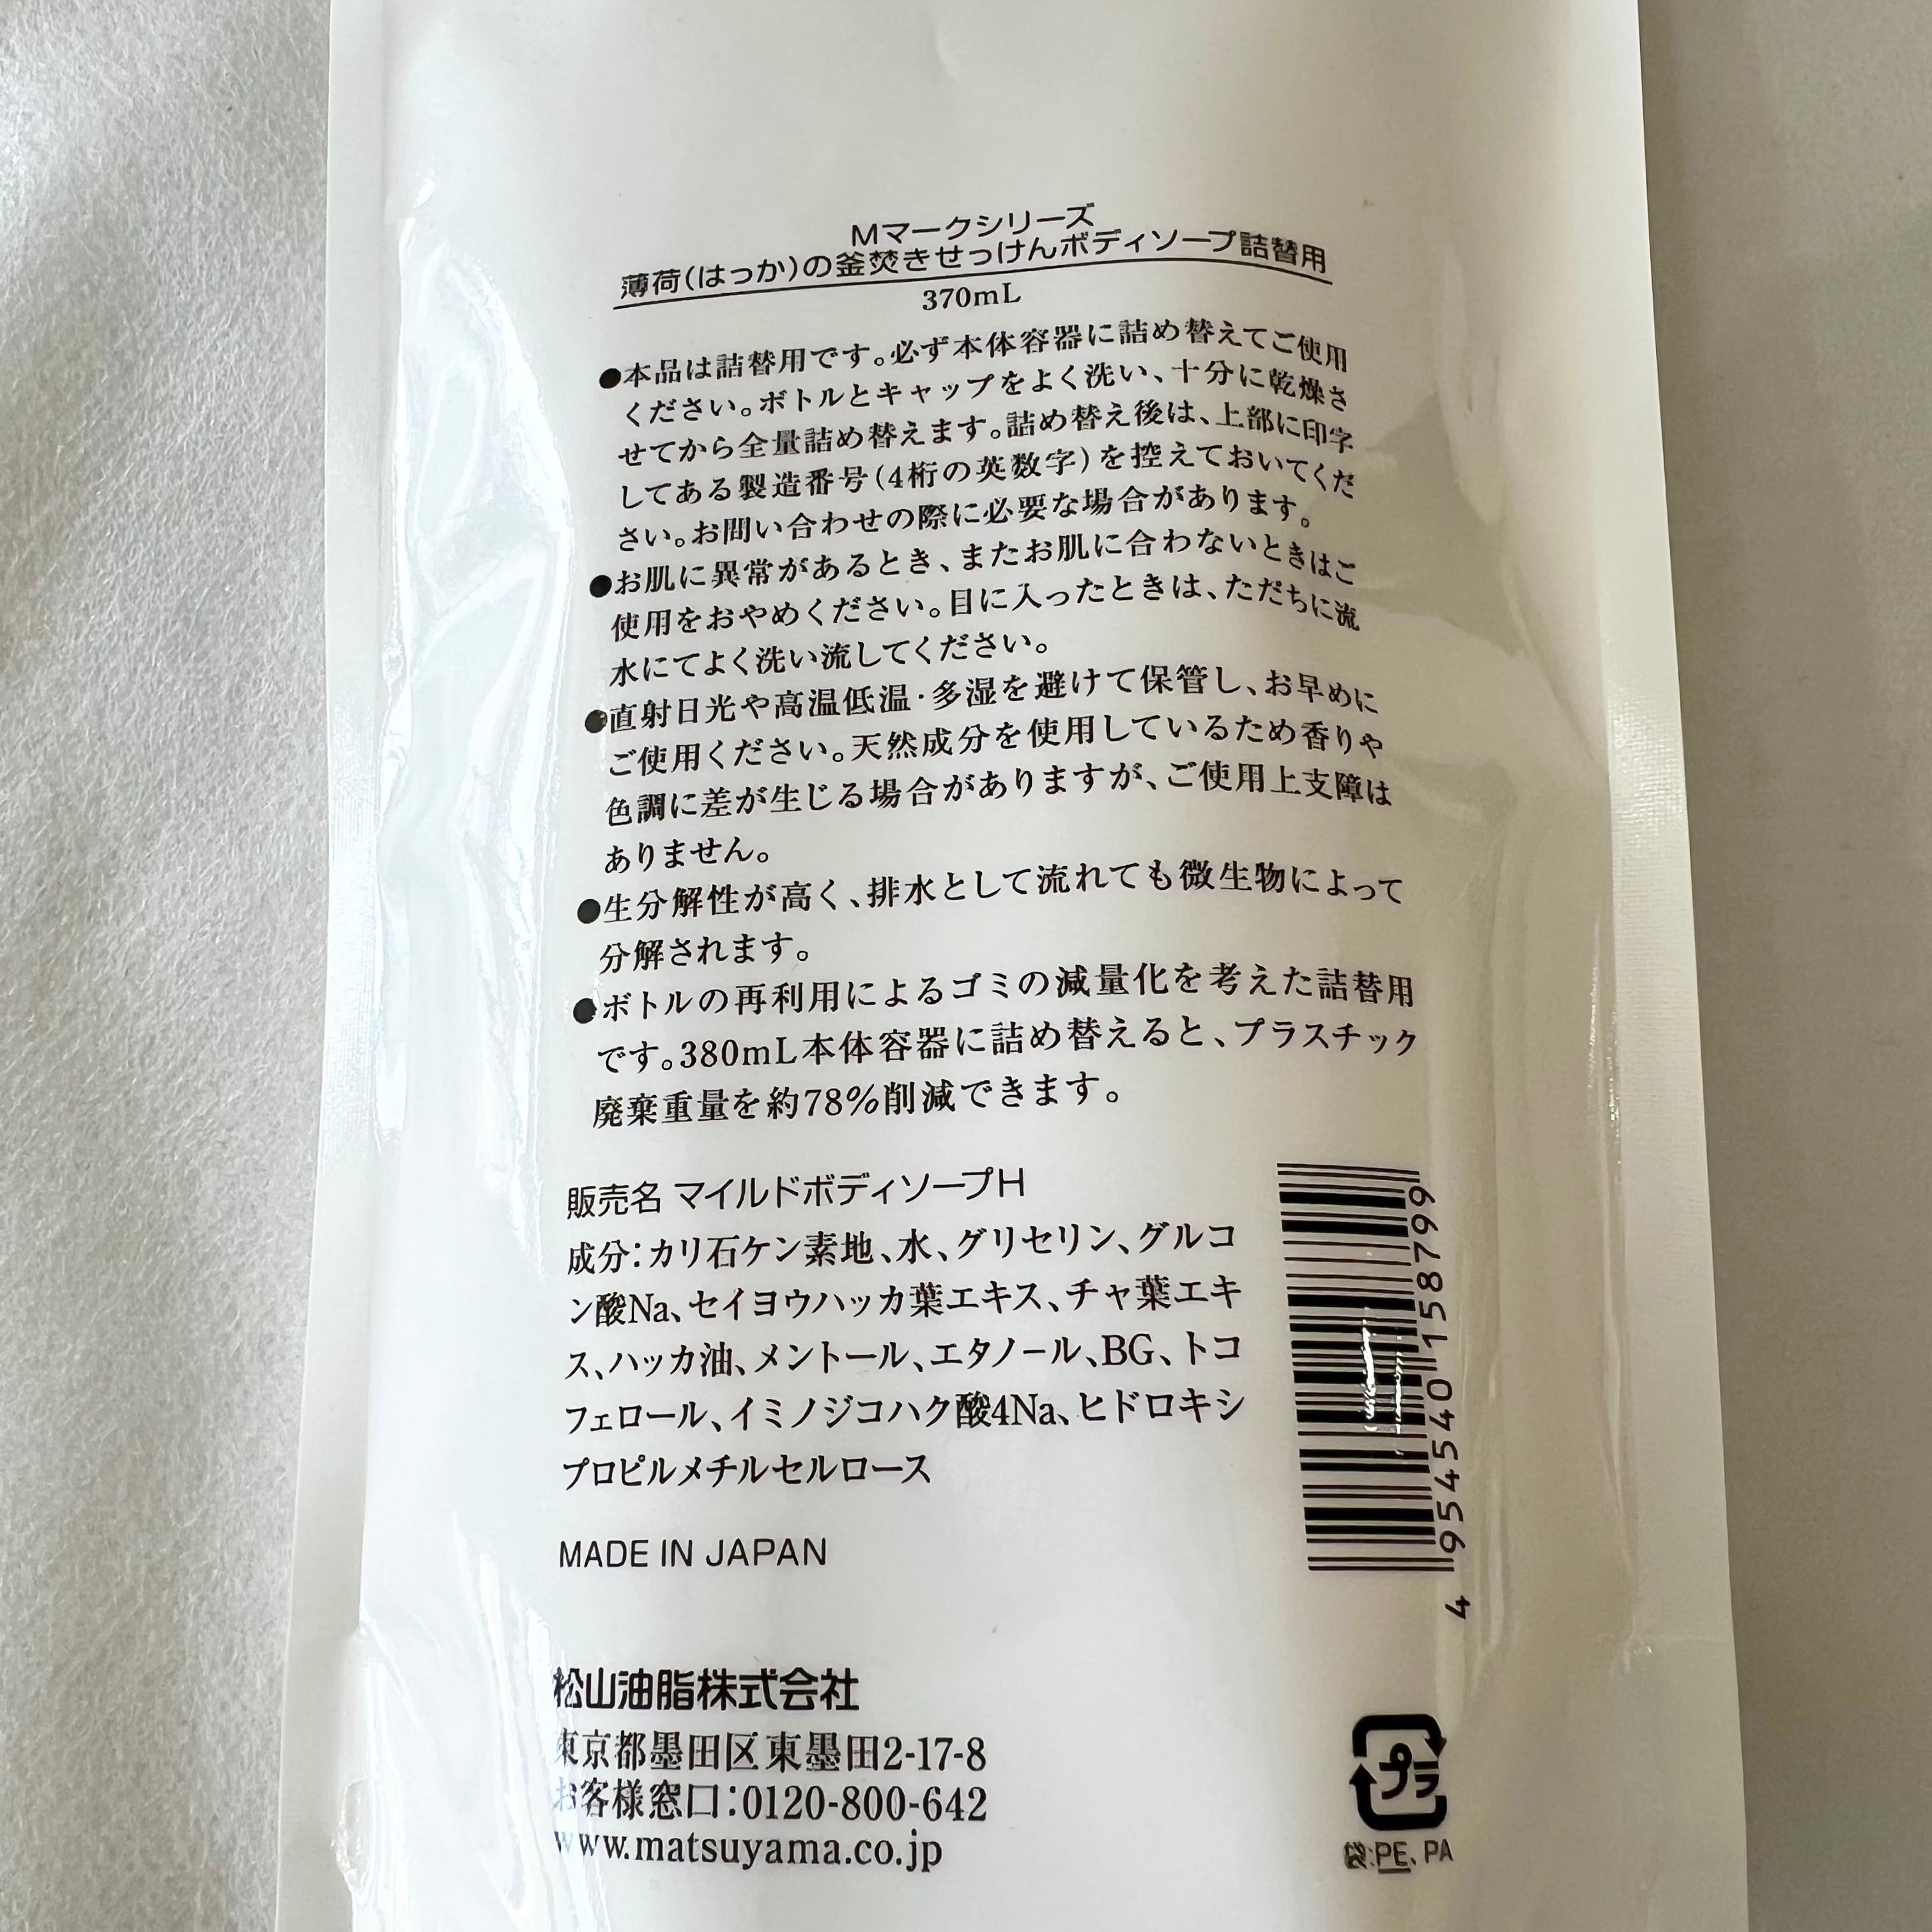 Mマークシリーズ
薄荷(はっか)の釜焚きせっけんボディソープ詰替用
370mL
●本品は詰替用です。必ず本体容器に詰め替えてご使用
ください。ボトルとキャップをよく洗い、十分に乾燥さ
せてから全量詰め替えます。詰め替え後は、上部に印字
してある製造番号(4桁の英数字)を控えておいてくだ
さい。お問い合わせの際に必要な場合があります。
●お肌に異常があるとき、またお肌に合わないときはご
使用をおやめください。目に入ったときは、ただちに流
水にてよく洗い流してください。
●直射日光や高温低温・多湿を避けて保管し、お早めに
ご使用ください。天然成分を使用しているため香りや
色調に差が生じる場合がありますが、ご使用上支障は
ありません。
●生分解性が高く、排水として流れても微生物によって
分解されます。
●ボトルの再利用によるゴミの減量化を考えた詰替用
です。380mL本体容器に詰め替えると、プラスチック
廃棄重量を約78%削減できます。
販売名 マイルドボディソープH
成分:カリ石ケン素地、水、グリセリン、グルコ
ン酸Na、セイヨウハッカ葉エキス、チャ葉エキ
ス、ハッカ油、メントール、エタノール、BG、トコ
フェロール、イミノジコハク酸4Na、ヒドロキシ
プロピルメチルセルロース
MADE IN JAPAN
4 954540 158799
松山油脂株式会社
東京都墨田区東墨田2-17-8
お客様窓口:0120-800-642
www.matsuyama.co.jp
プラ
袋:PE、PA